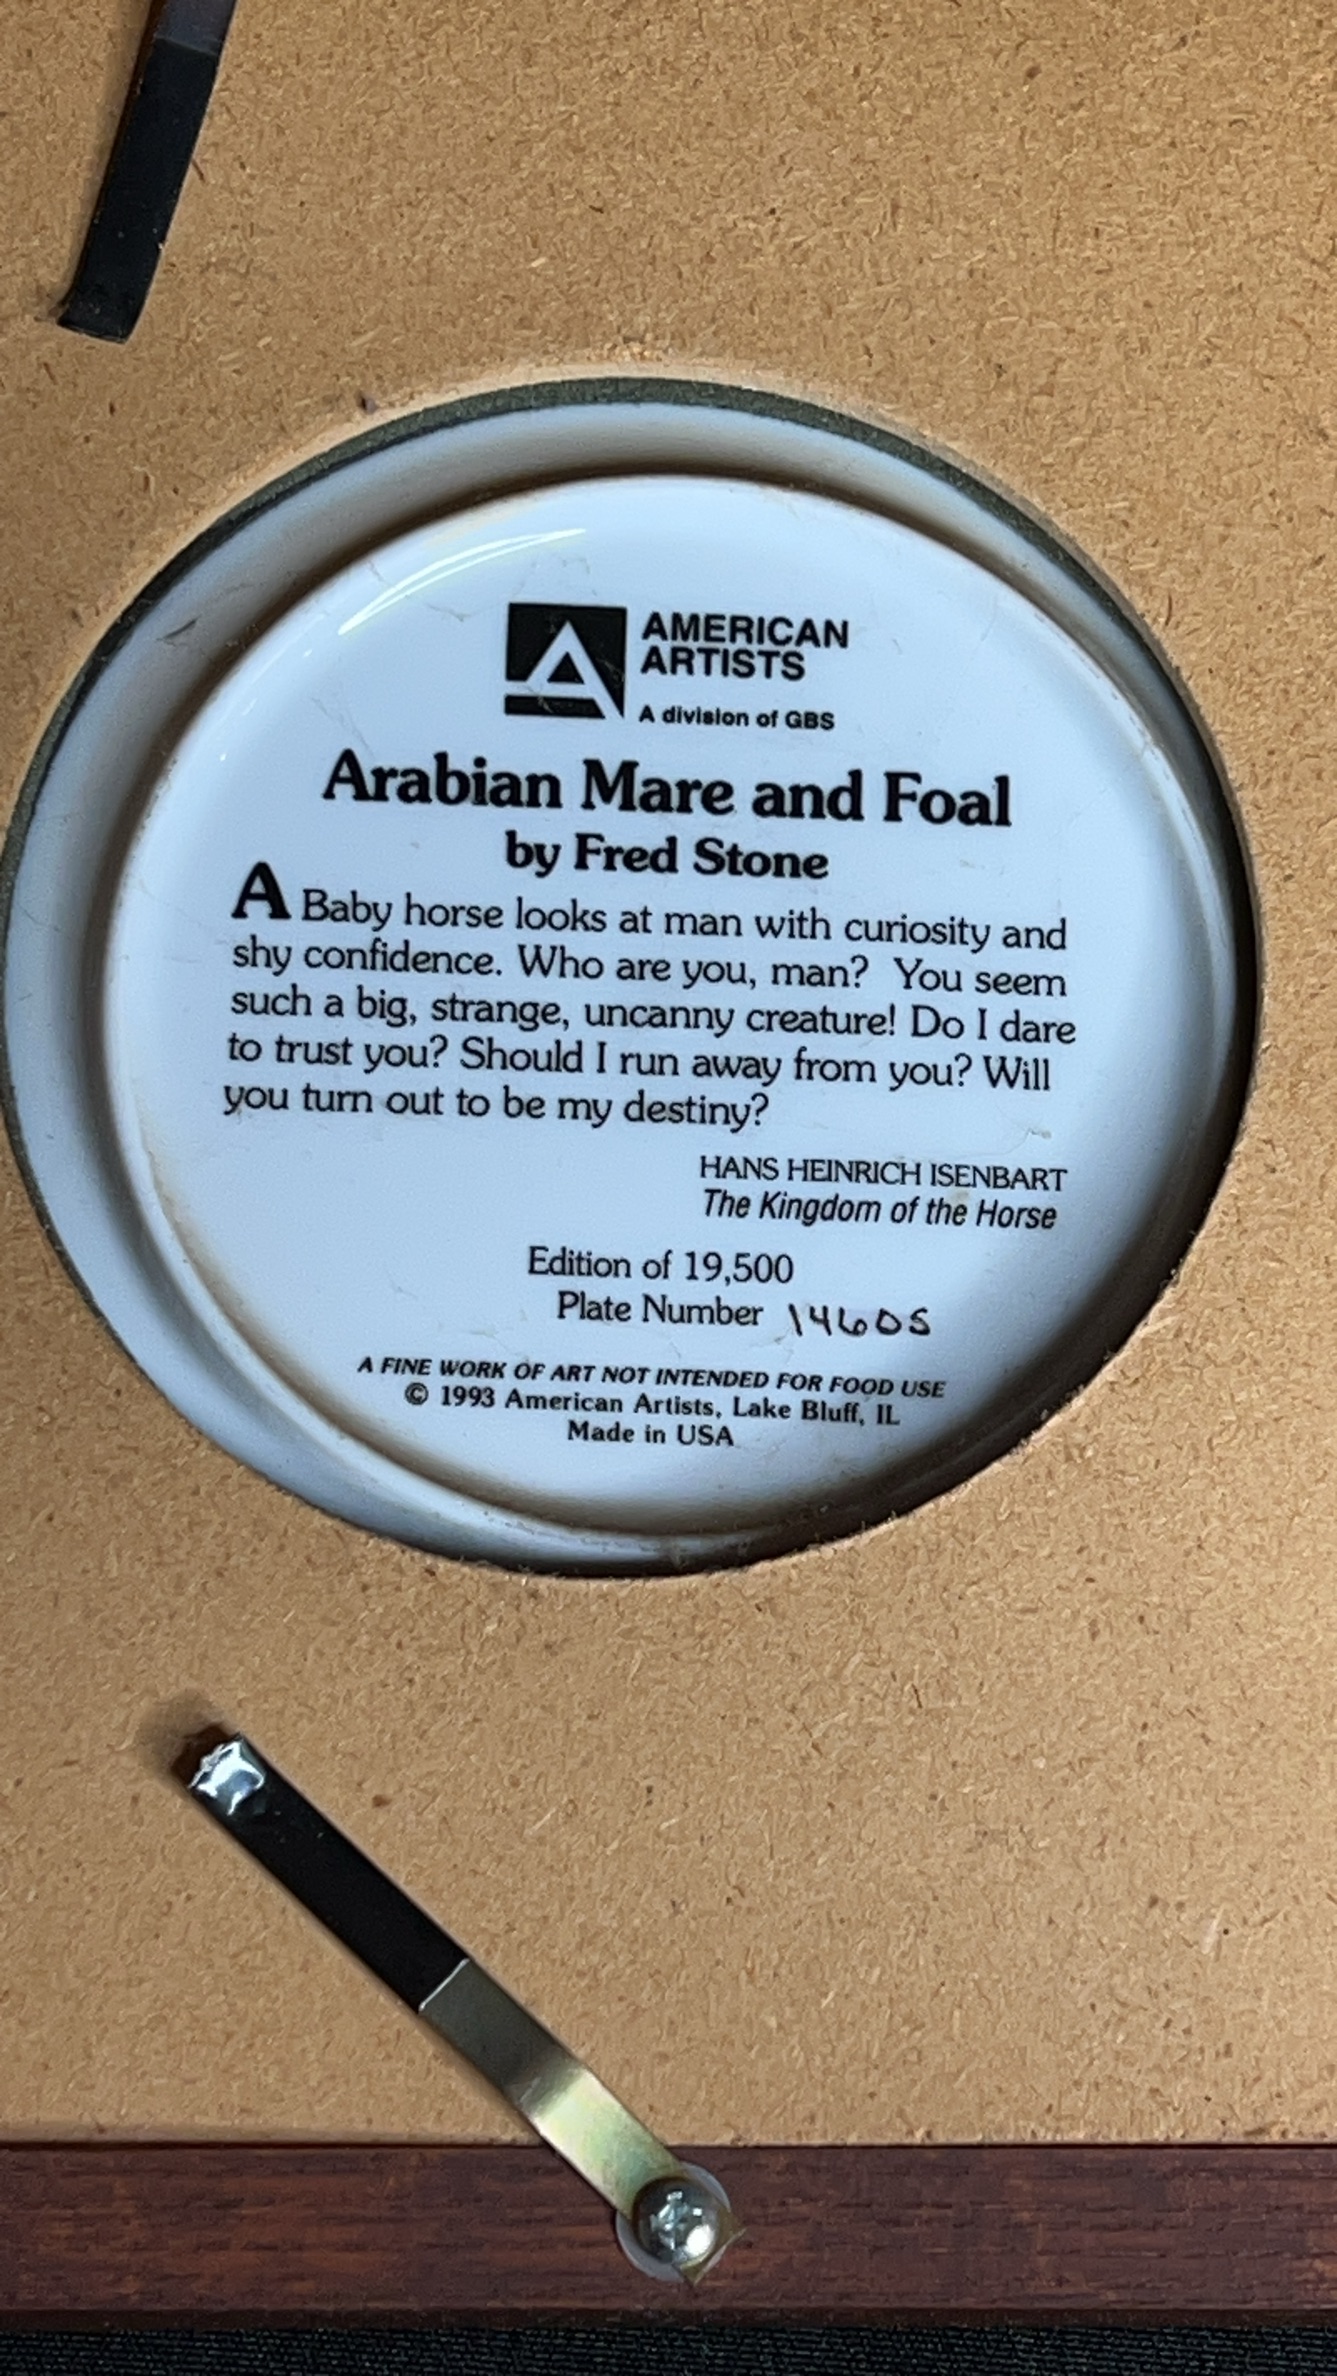 AMERICAN
ARTISTS
A division of GBS
Arabian Mare and Foal
by Fred Stone
A Baby horse looks at man with curiosity and
shy confidence. Who are you, man? You seem
such a big, strange, uncanny creature! Do I dare
to trust you? Should I run away from you? Will
you turn out to be my destiny?
HANS HEINRICH ISENBART
The Kingdom of the Horse
Edition of 19,500
Plate Number 14605
A FINE WORK OF ART NOT INTENDED FOR FOOD USE
© 1993 American Artists, Lake Bluff, IL
Made in USA